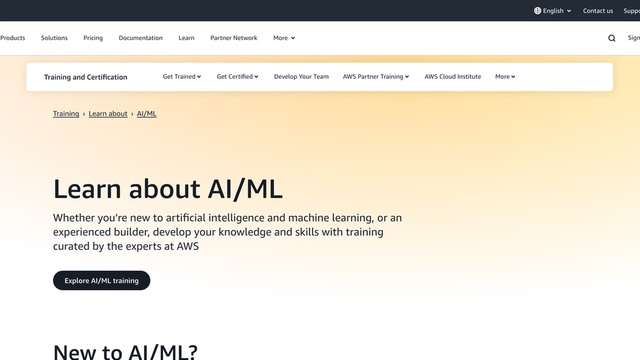 English Contact us
Products Solutions Pricing Documentation Learn Partner Network More
Training and Certification Get Trained Get Certified Develop Your Team AWS Partner Training AWS Cloud Institute More
Training › Learn about › AI/ML
Learn about AI/ML
Whether you're new to artificial intelligence and machine learning, or an
experienced builder, develop your knowledge and skills with training
curated by the experts at AWS
Explore AI/ML training
New to AI/ML?